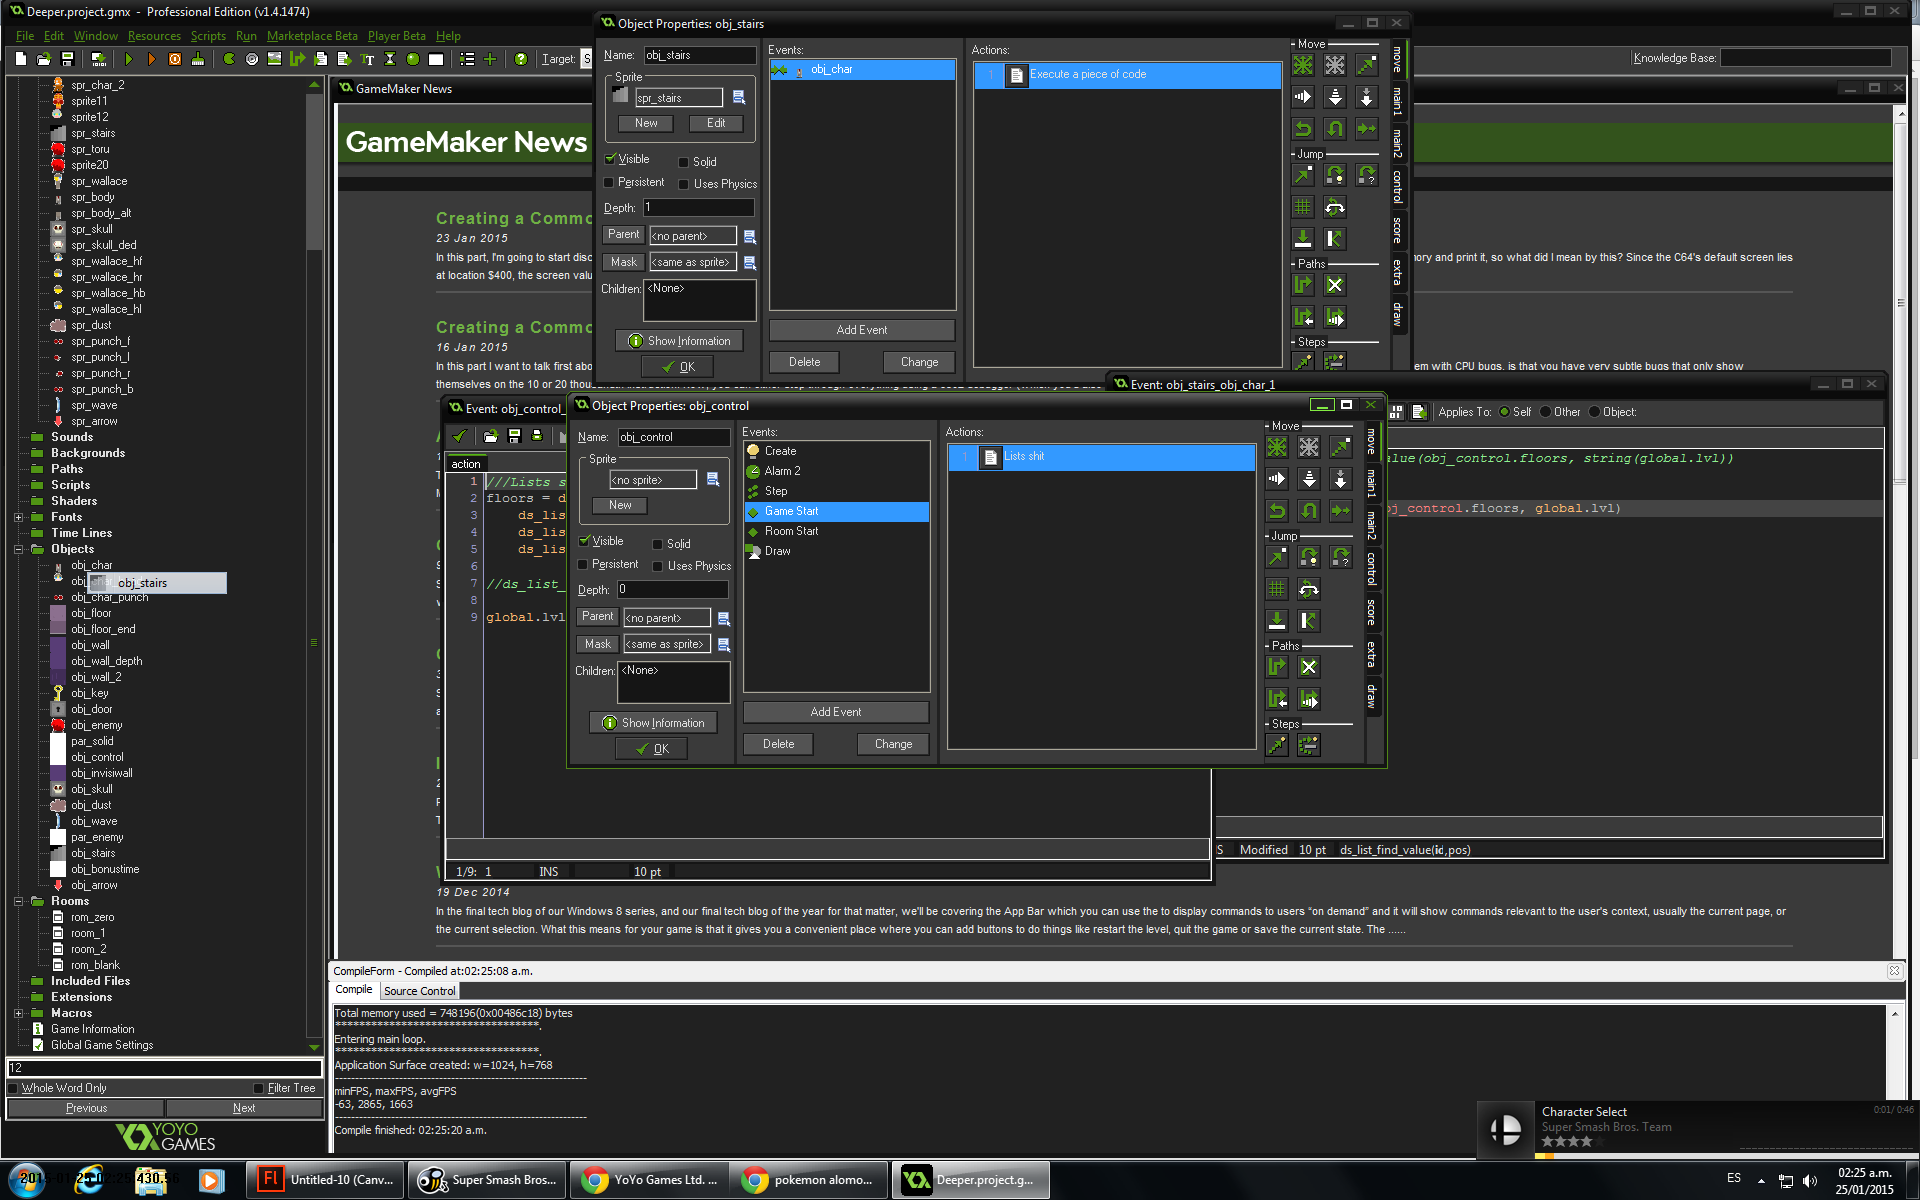 Deeper.project.gmx - Professional Edition (v1.4.1474)
File Edit Window Resources Scripts Run Marketplace Beta Player Beta Help
Target:
Knowledge Base:
spr_char_2
sprite11
sprite12
spr_stairs
spr_toru
sprite20
spr_wallace
spr_body
spr_body_alt
spr_skull
spr_skull_ded
spr_wallace_hf
spr_wallace_hr
spr_wallace_hb
spr_wallace_hl
spr_dust
spr_punch_f
spr_punch_l
spr_punch_r
spr_punch_b
spr_wave
spr_arrow
Sounds
Backgrounds
Paths
Scripts
Shaders
Fonts
Time Lines
Objects
obj_char
obj_stairs
obj_char_punch
obj_floor
obj_floor_end
obj_wall
obj_wall_depth
obj_wall_2
obj_key
obj_door
obj_enemy
par_solid
obj_control
obj_invisiwall
obj_skull
obj_dust
obj_wave
par_enemy
obj_stairs
obj_bonustime
obj_arrow
Rooms
rom_zero
room_1
room_2
rom_blank
Included Files
Extensions
Macros
Game Information
Global Game Settings
12
Whole Word Only
Filter Tree
Previous
Next
YOYO GAMES
GameMaker News
GameMaker News
Creating a Commo
23 Jan 2015
In this part, I'm going to start disc
ory and print it, so what did I mean by this? Since the C64's default screen lies
at location $400, the screen valu
Creating a Commo
16 Jan 2015
In this part I want to talk first abo
em with CPU bugs, is that you have very subtle bugs that only show
themselves on the 10 or 20 thou
19 Dec 2014
In the final tech blog of our Windows 8 series, and our final tech blog of the year for that matter, we'll be covering the App Bar which you can use the to display commands to users "on demand" and it will show commands relevant to the user's context, usually the current page, or
the current selection. What this means for your game is that it gives you a convenient place where you can add buttons to do things like restart the level, quit the game or save the current state. The ......
Object Properties: obj_stairs
Name: obj_stairs
Sprite
spr_stairs
New
Edit
Visible
Solid
Persistent
Uses Physics
Depth: 1
Parent <no parent>
Mask <same as sprite>
Children: <None>
Show Information
OK
Events:
obj_char
Add Event
Delete
Change
Actions:
1 Execute a piece of code
Move
Jump
Paths
Steps
move
main1
main2
control
score
extra
draw
Event: obj_stairs_obj_char_1
Applies To: Self Other Object:
alue(obj_control.floors, string(global.lvl))
bj_control.floors, global.lvl)
S Modified 10 pt ds_list_find_value(id,pos)
Event: obj_control_
action
1 ///Lists s
2 floors = d
3 ds_lis
4 ds_lis
5 ds_lis
6
7 //ds_list_
8
9 global.lvl
1/9: 1 INS 10 pt
Object Properties: obj_control
Name: obj_control
Sprite
<no sprite>
New
Visible
Solid
Persistent
Uses Physics
Depth: 0
Parent <no parent>
Mask <same as sprite>
Children: <None>
Show Information
OK
Events:
Create
Alarm 2
Step
Game Start
Room Start
Draw
Add Event
Delete
Change
Actions:
1 Lists shit
Move
Jump
Paths
Steps
move
main1
main2
control
score
extra
draw
CompileForm - Compiled at:02:25:08 a.m.
Compile
Source Control
Total memory used = 748196(0x00486c18) bytes
***********************************.
Entering main loop.
***********************************.
Application Surface created: w=1024, h=768
minFPS, maxFPS, avgFPS
-63, 2865, 1663
Compile finished: 02:25:20 a.m.
Character Select
Super Smash Bros. Team
0:01/ 0:46
Untitled-10 (Canv...
Super Smash Bros...
YoYo Games Ltd. ...
pokemon alomo...
Deeper.project.g...
ES
02:25 a.m.
25/01/2015